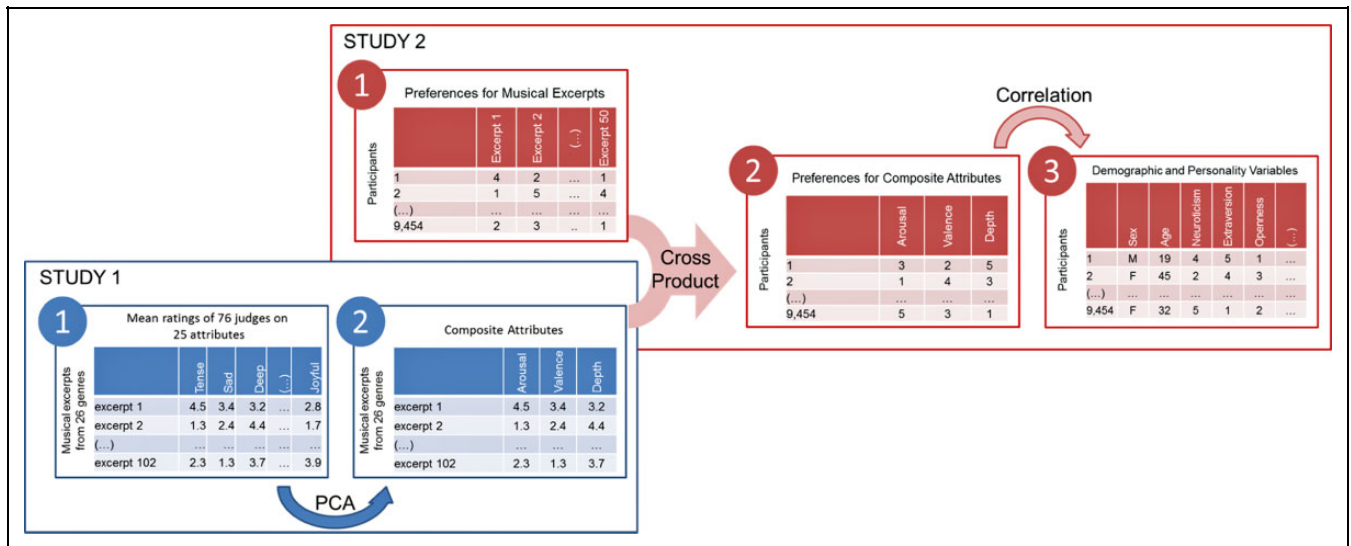 STUDY 2
1
Preferences for Musical Excerpts
Participants
Excerpt 1 Excerpt 2 (...) Excerpt 50
1 4 2 ... 1
2 1 5 ... 4
(...) ... ... ... ...
9,454 2 3 .. 1
Cross
Product
2
Preferences for Composite Attributes
Participants
Arousal Valence Depth
1 3 2 5
2 1 4 3
(...) ... ... ...
9,454 5 3 1
Correlation
3
Demographic and Personality Variables
Participants
Sex Age Neuroticism Extraversion Openness (...)
1 M 19 4 5 1 ...
2 F 45 2 4 3 ...
(...) ... ... ... ... ... ...
9,454 F 32 5 1 2 ...
STUDY 1
1
Mean ratings of 76 judges on
25 attributes
Musical excerpts
from 26 genres
Tense Sad Deep (...) Joyful
excerpt 1 4.5 3.4 3.2 ... 2.8
excerpt 2 1.3 2.4 4.4 ... 1.7
(...) ... ... ... ... ...
excerpt 102 2.3 1.3 3.7 ... 3.9
PCA
2
Composite Attributes
Musical excerpts
from 26 genres
Arousal Valence Depth
excerpt 1 4.5 3.4 3.2
excerpt 2 1.3 2.4 4.4
(...) ... ... ...
excerpt 102 2.3 1.3 3.7